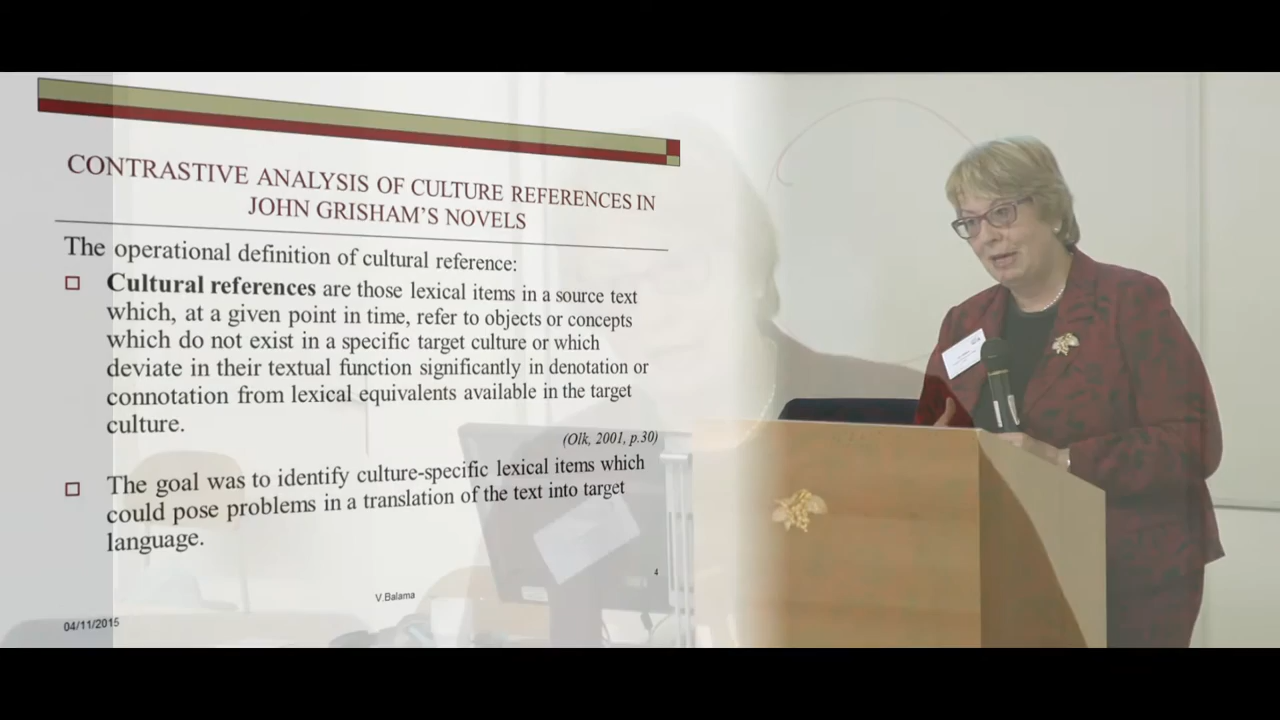 CONTRASTIVE ANALYSIS OF CULTURE REFERENCES IN
JOHN GRISHAM'S NOVELS
The operational definition of cultural reference:
Cultural references are those lexical items in a source text
which, at a given point in time, refer to objects or concepts
which do not exist in a specific target culture or which
deviate in their textual function significantly in denotation or
connotation from lexical equivalents available in the target
culture.
(Olk, 2001, p.30)
The goal was to identify culture-specific lexical items which
could pose problems in a translation of the text into target
language.
4
V.Balama
04/11/2015